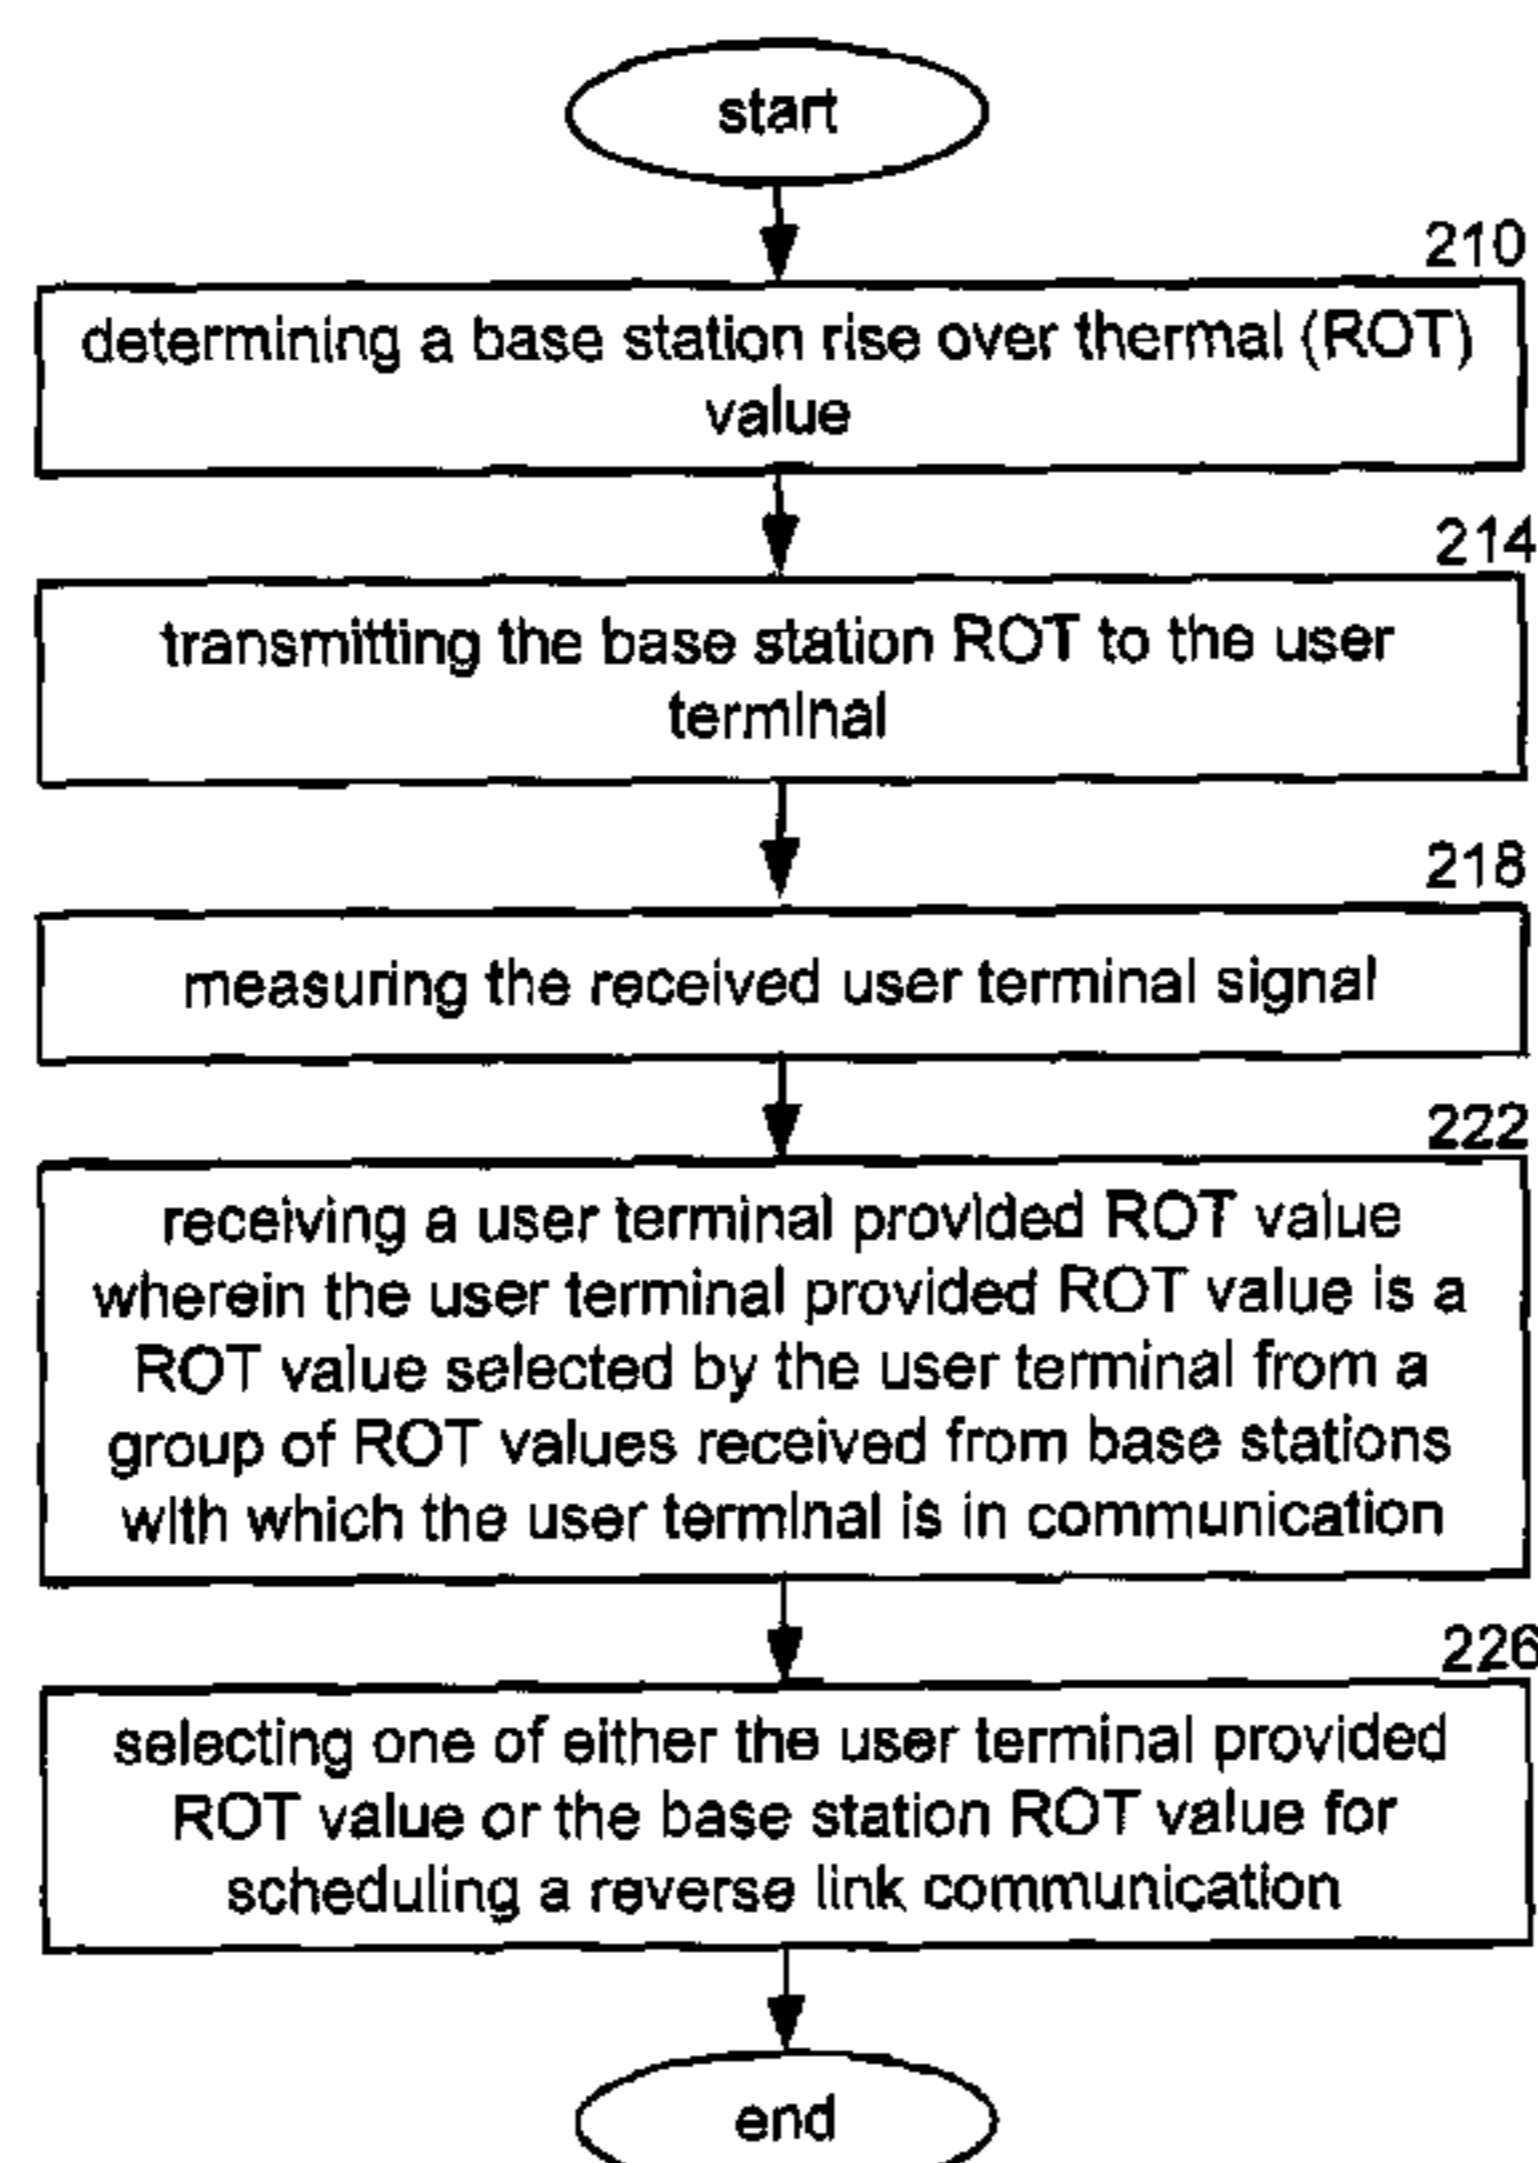 start
210
determining a base station rise over thermal (ROT)
value
214
transmitting the base station ROT to the user
terminal
218
measuring the received user terminal signal
222
receiving a user terminal provided ROT value
wherein the user terminal provided ROT value is a
ROT value selected by the user terminal from a
group of ROT values received from base stations
with which the user terminal is in communication
226
selecting one of either the user terminal provided
ROT value or the base station ROT value for
scheduling a reverse link communication
end